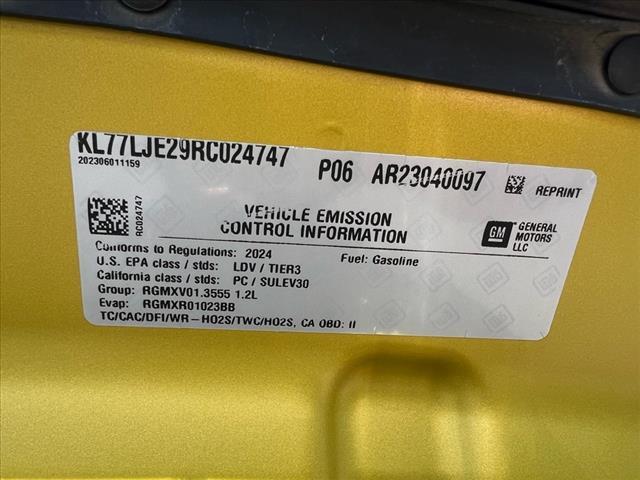 KL77LJE29RC024747 P06 AR23040097 REPRINT
202306011159
RC024747
VEHICLE EMISSION
CONTROL INFORMATION
GM GENERAL
MOTORS
LLC
Conforms to Regulations: 2024 Fuel: Gasoline
U.S. EPA class / stds: LDV / TIER3
California class / stds: PC / SULEV30
Group: RGMXV01.3555 1.2L
Evap: RGMXR01023BB
TC/CAC/DFI/WR-HO2S/TWC/HO2S, CA OBD: II